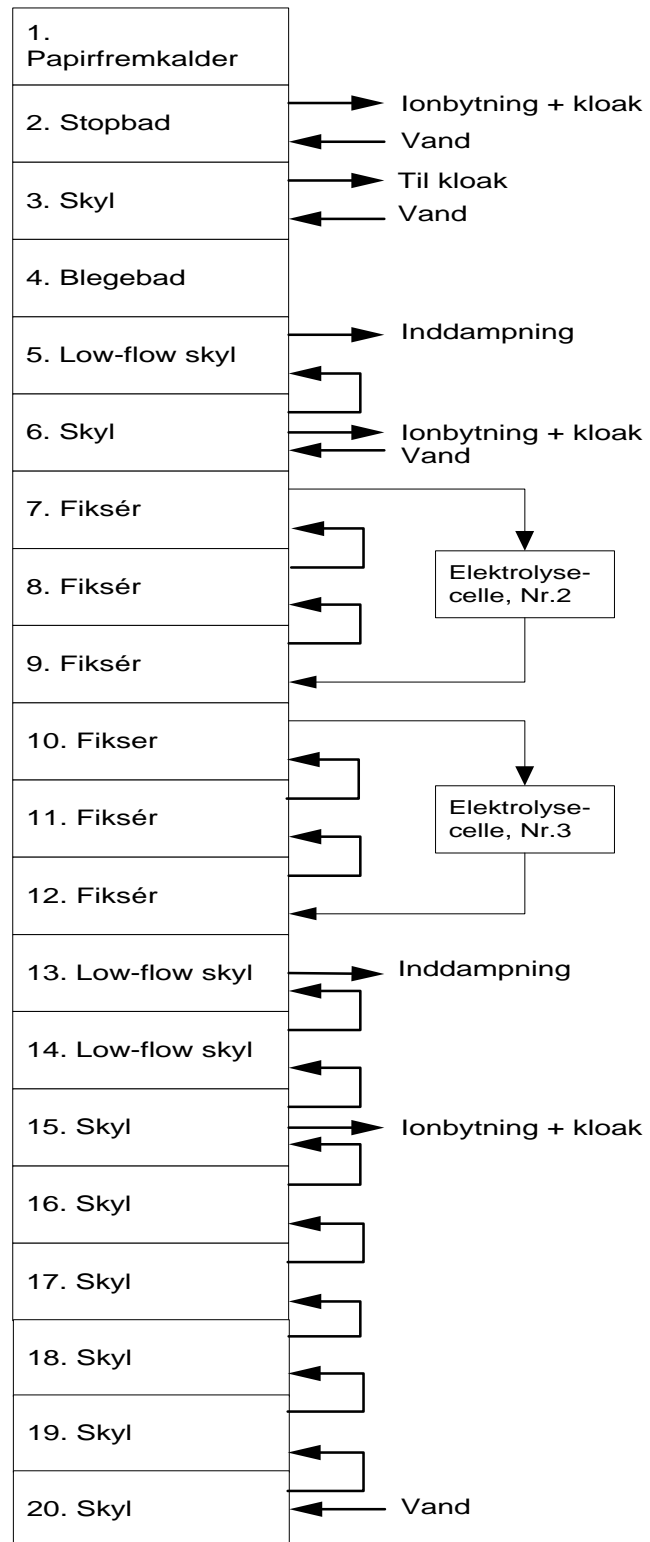 1.
Papirfremkalder
2. Stopbad
Ionbytning + kloak
Vand
3. Skyl
Til kloak
Vand
4. Blegebad
5. Low-flow skyl
Inddampning
6. Skyl
Ionbytning + kloak
Vand
7. Fiksér
8. Fiksér
Elektrolyse-
celle, Nr.2
9. Fiksér
10. Fikser
11. Fiksér
Elektrolyse-
celle, Nr.3
12. Fiksér
13. Low-flow skyl
Inddampning
14. Low-flow skyl
15. Skyl
Ionbytning + kloak
16. Skyl
17. Skyl
18. Skyl
19. Skyl
20. Skyl
Vand